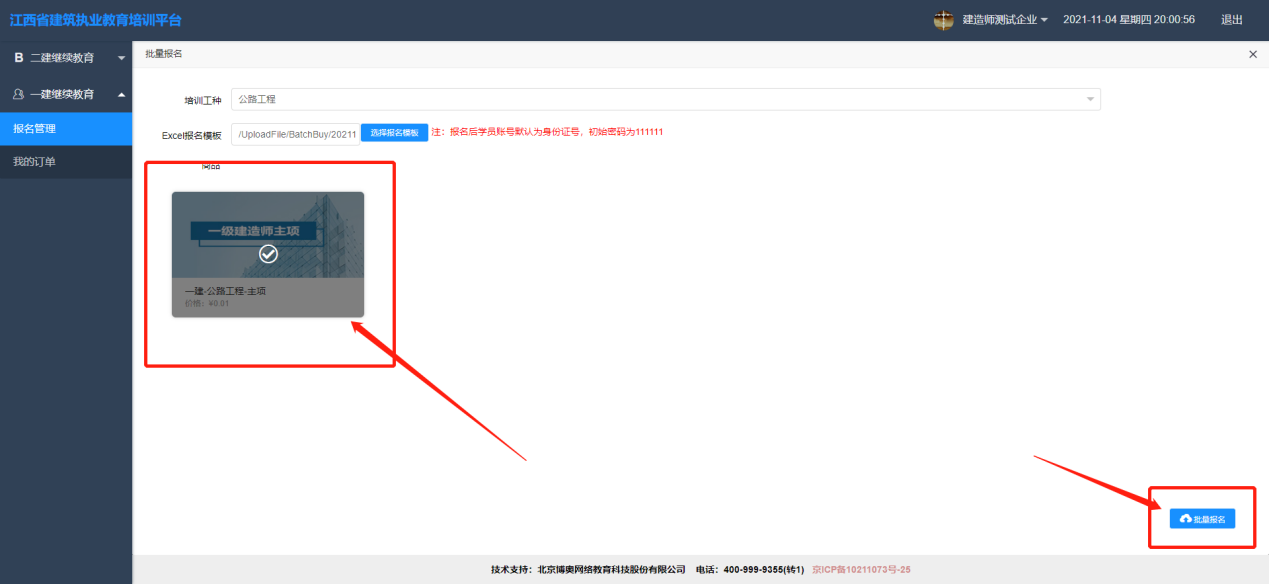 江西省建筑执业教育培训平台
建造师测试企业
2021-11-04 星期四 20:00:56
退出
B 二建继续教育
一建继续教育
报名管理
我的订单
批量报名
培训工种
公路工程
Excel报名模板
/UploadFile/BatchBuy/20211
选择报名模板
注：报名后学员账号默认为身份证号，初始密码为111111
商品
一级建造师主项
一建-公路工程-主项
价格：¥0.01
批量报名
技术支持：北京博奥网络教育科技股份有限公司 电话：400-999-9355(转1) 京ICP备10211073号-25